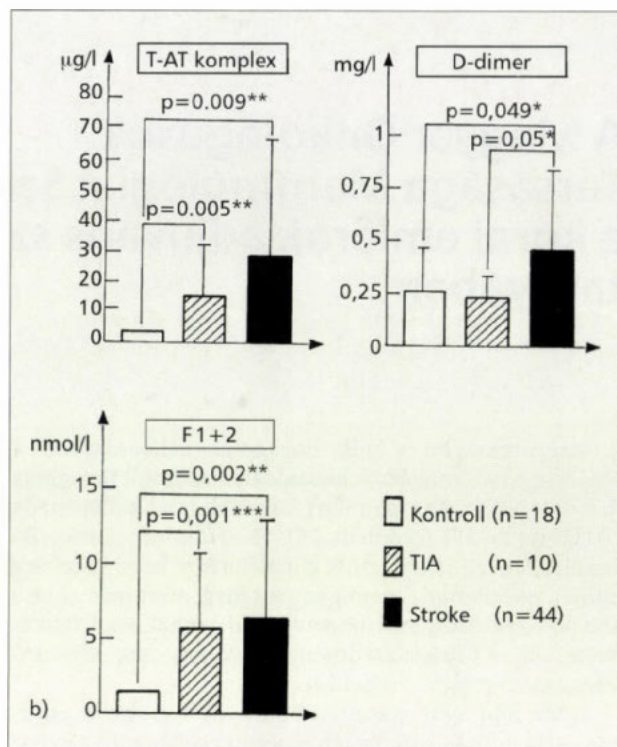 T-AT komplex
µg/l
80
70
60
50
40
30
20
10
0
p=0.009**
p=0.005**
D-dimer
mg/l
1
0,75
0,5
0,25
0
p=0,049*
p=0,05*
F1+2
nmol/l
15
10
5
0
p=0,002**
p=0,001***
Kontroll (n=18)
TIA (n=10)
Stroke (n=44)
b)